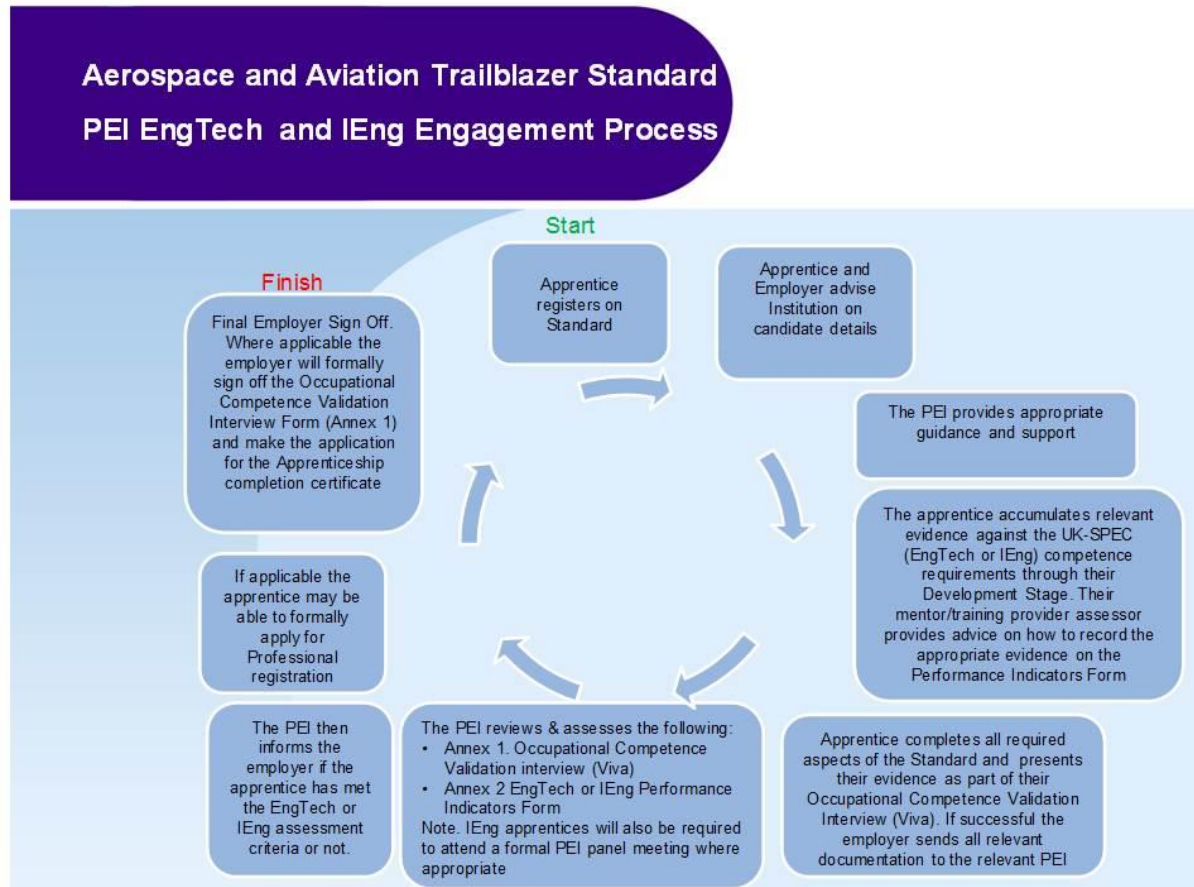 Aerospace and Aviation Trailblazer Standard
PEI EngTech and IEng Engagement Process
Start
Apprentice
registers on
Standard
Apprentice and
Employer advise
Institution on
candidate details
The PEI provides appropriate
guidance and support
The apprentice accumulates relevant
evidence against the UK-SPEC
(EngTech or IEng) competence
requirements through their
Development Stage. Their
mentor/training provider assessor
provides advice on how to record the
appropriate evidence on the
Performance Indicators Form
Apprentice completes all required
aspects of the Standard and presents
their evidence as part of their
Occupational Competence Validation
Interview (Viva). If successful the
employer sends all relevant
documentation to the relevant PEI
The PEI reviews & assesses the following:
• Annex 1. Occupational Competence
Validation interview (Viva)
• Annex 2 EngTech or IEng Performance
Indicators Form
Note. IEng apprentices will also be required
to attend a formal PEI panel meeting where
appropriate
The PEI then
informs the
employer if the
apprentice has met
the EngTech or
IEng assessment
criteria or not.
If applicable the
apprentice may be
able to formally
apply for
Professional
registration
Finish
Final Employer Sign Off.
Where applicable the
employer will formally
sign off the Occupational
Competence Validation
Interview Form (Annex 1)
and make the application
for the Apprenticeship
completion certificate